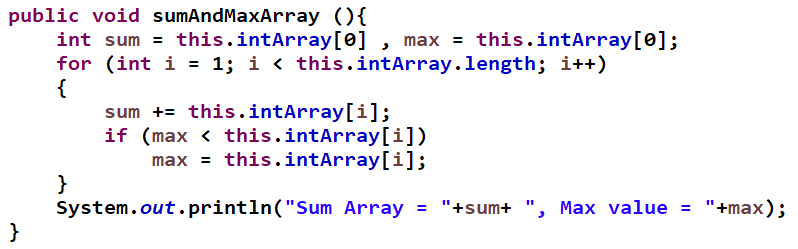 public void sumAndMaxArray (){
    int sum = this.intArray[0] , max = this.intArray[0];
    for (int i = 1; i < this.intArray.length; i++)
    {
        sum += this.intArray[i];
        if (max < this.intArray[i])
            max = this.intArray[i];
    }
    System.out.println("Sum Array = "+sum+ ", Max value = "+max);
}